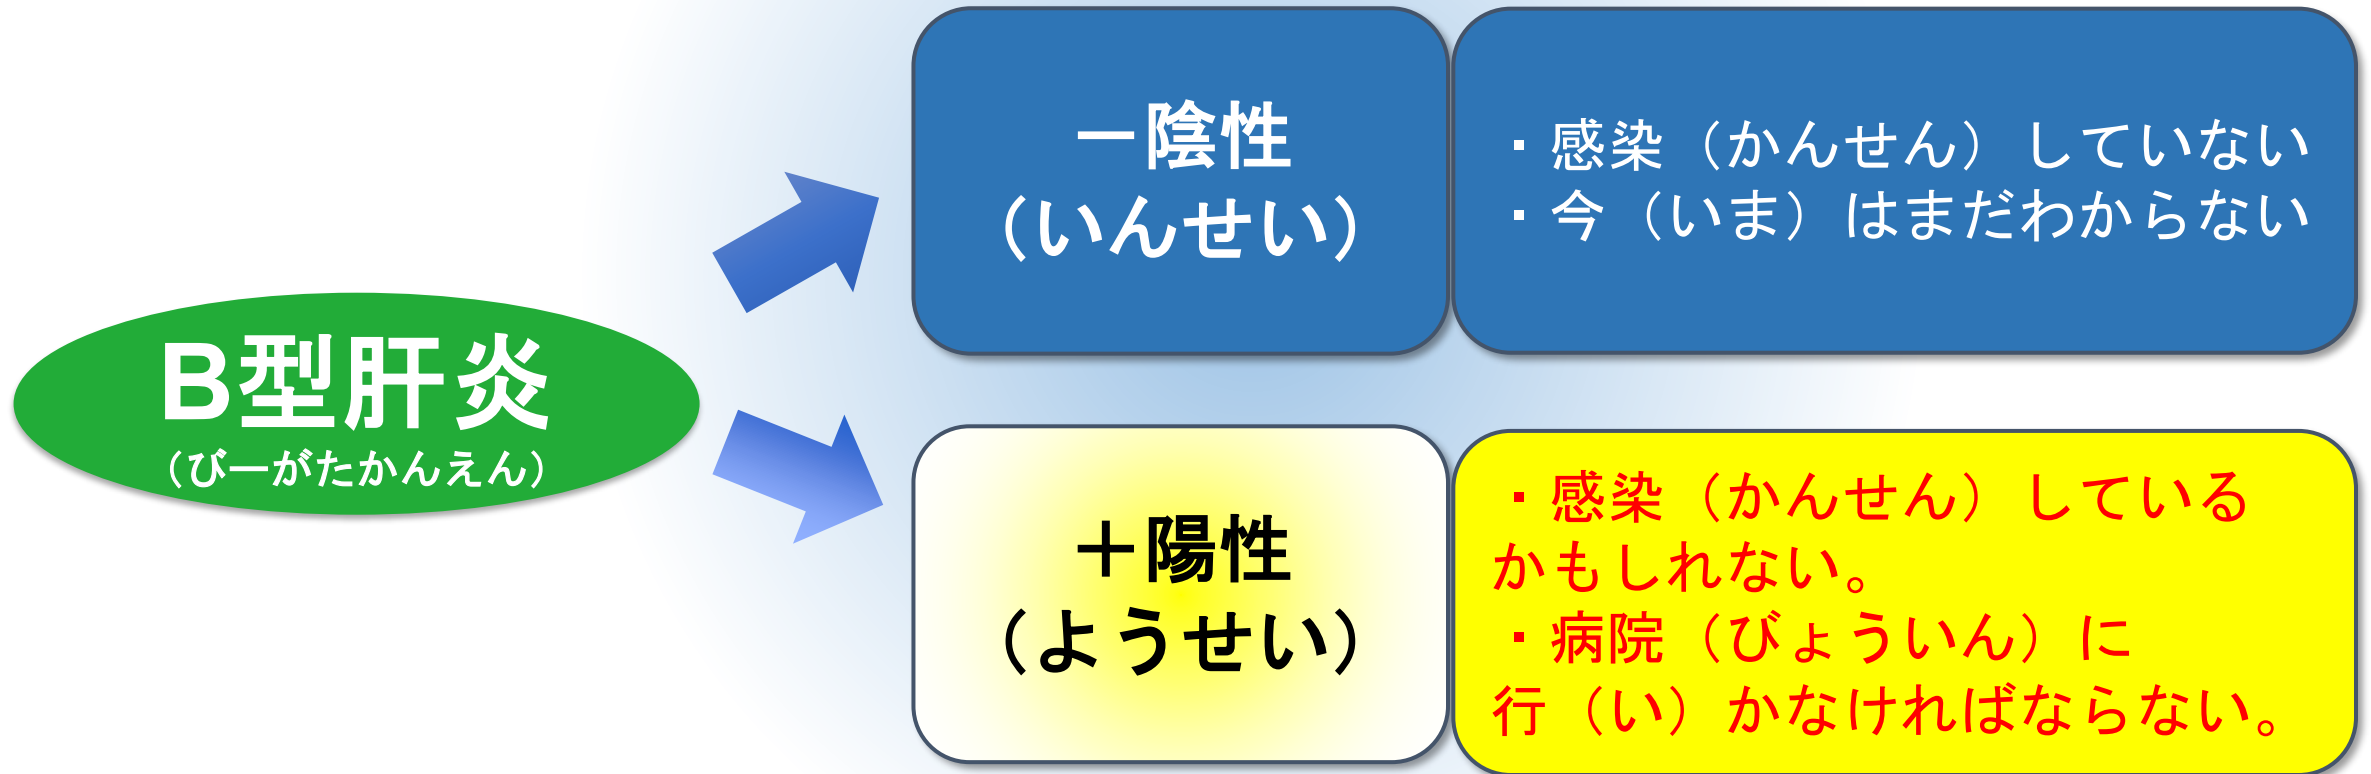 B型肝炎
（びーがたかんえん）
－陰性
（いんせい）
・感染（かんせん）していない
・今（いま）はまだわからない
＋陽性
（ようせい）
・感染（かんせん）している
かもしれない。
・病院（びょういん）に
行（い）かなければならない。